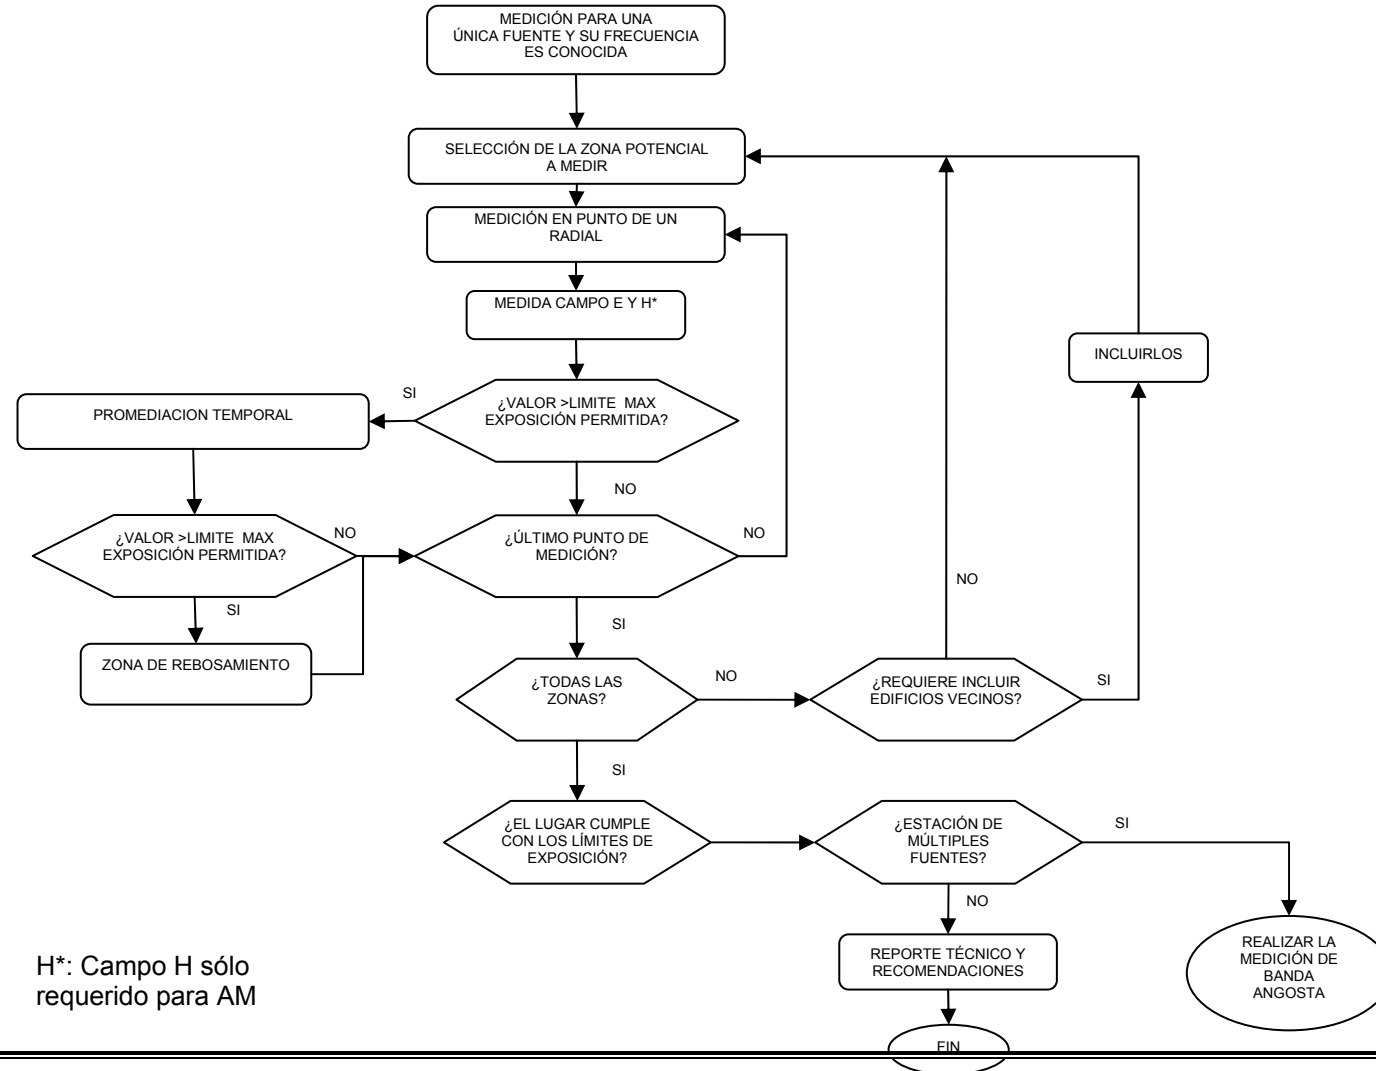 MEDICIÓN PARA UNA
ÚNICA FUENTE Y SU FRECUENCIA
ES CONOCIDA
SELECCIÓN DE LA ZONA POTENCIAL
A MEDIR
MEDICIÓN EN PUNTO DE UN
RADIAL
MEDIDA CAMPO E Y H*
INCLUIRLOS
¿VALOR >LIMITE MAX
EXPOSICIÓN PERMITIDA?
SI
PROMEDIACION TEMPORAL
NO
¿VALOR >LIMITE MAX
EXPOSICIÓN PERMITIDA?
NO
¿ÚLTIMO PUNTO DE
MEDICIÓN?
NO
NO
SI
SI
ZONA DE REBOSAMIENTO
¿TODAS LAS
ZONAS?
NO
¿REQUIERE INCLUIR
EDIFICIOS VECINOS?
SI
SI
¿EL LUGAR CUMPLE
CON LOS LÍMITES DE
EXPOSICIÓN?
¿ESTACIÓN DE
MÚLTIPLES
FUENTES?
SI
NO
REPORTE TÉCNICO Y
RECOMENDACIONES
REALIZAR LA
MEDICIÓN DE
BANDA
ANGOSTA
H*: Campo H sólo
requerido para AM
FIN